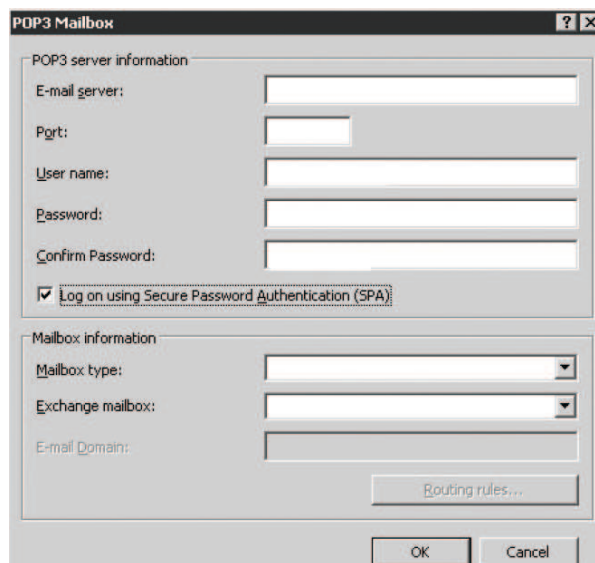 POP3 Mailbox
POP3 server information
E-mail server:
Port:
User name:
Password:
Confirm Password:
Log on using Secure Password Authentication (SPA)
Mailbox information
Mailbox type:
Exchange mailbox:
E-mail Domain:
Routing rules...
OK Cancel